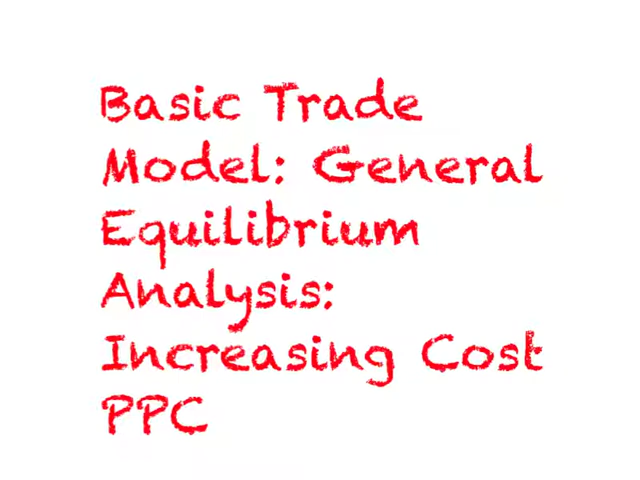 Basic Trade
Model: General
Equilibrium
Analysis:
Increasing Cost
PPC